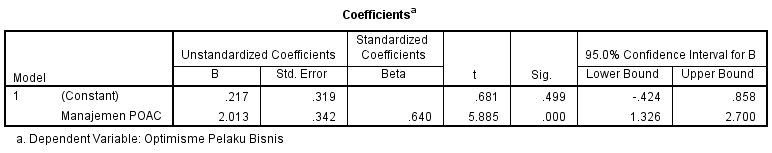 Coefficientsa
Model Unstandardized Coefficients Standardized Coefficients t Sig. 95.0% Confidence Interval for B
B Std. Error Beta Lower Bound Upper Bound
1 (Constant) .217 .319 .681 .499 -.424 .858
Manajemen POAC 2.013 .342 .640 5.885 .000 1.326 2.700
a. Dependent Variable: Optimisme Pelaku Bisnis